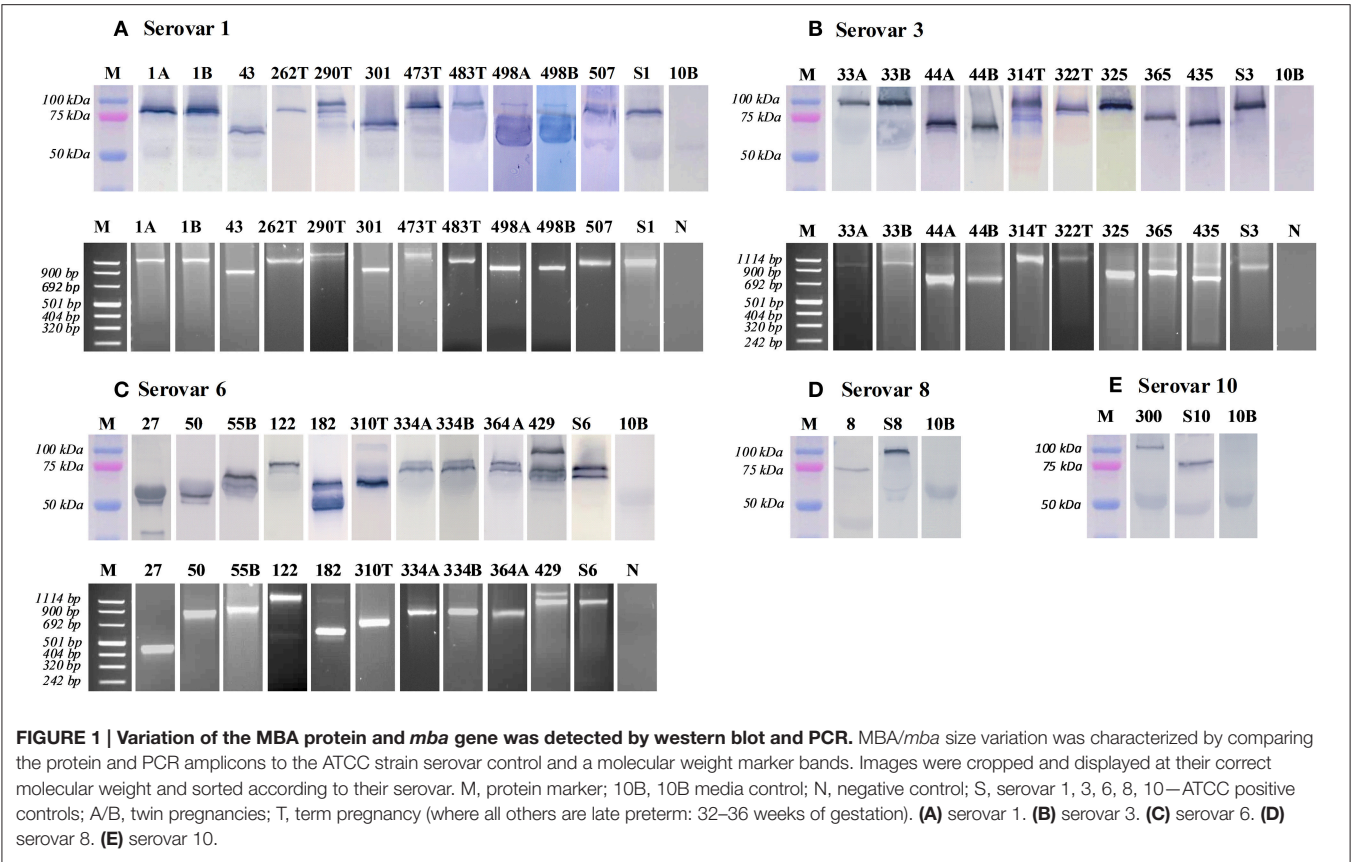 A Serovar 1
M 1A 1B 43 262T 290T 301 473T 483T 498A 498B 507 S1 10B
100 kDa
75 kDa
50 kDa
M 1A 1B 43 262T 290T 301 473T 483T 498A 498B 507 S1 N
900 bp
692 bp
501 bp
404 bp
320 bp
B Serovar 3
M 33A 33B 44A 44B 314T 322T 325 365 435 S3 10B
100 kDa
75 kDa
50 kDa
M 33A 33B 44A 44B 314T 322T 325 365 435 S3 N
1114 bp
900 bp
692 bp
501 bp
404 bp
320 bp
242 bp
C Serovar 6
M 27 50 55B 122 182 310T 334A 334B 364A 429 S6 10B
100 kDa
75 kDa
50 kDa
M 27 50 55B 122 182 310T 334A 334B 364A 429 S6 N
1114 bp
900 bp
692 bp
501 bp
404 bp
320 bp
242 bp
D Serovar 8
M 8 S8 10B
100 kDa
75 kDa
50 kDa
E Serovar 10
M 300 S10 10B
100 kDa
75 kDa
50 kDa
FIGURE 1 | Variation of the MBA protein and mba gene was detected by western blot and PCR. MBA/mba size variation was characterized by comparing
the protein and PCR amplicons to the ATCC strain serovar control and a molecular weight marker bands. Images were cropped and displayed at their correct
molecular weight and sorted according to their serovar. M, protein marker; 10B, 10B media control; N, negative control; S, serovar 1, 3, 6, 8, 10—ATCC positive
controls; A/B, twin pregnancies; T, term pregnancy (where all others are late preterm: 32–36 weeks of gestation). (A) serovar 1. (B) serovar 3. (C) serovar 6. (D)
serovar 8. (E) serovar 10.